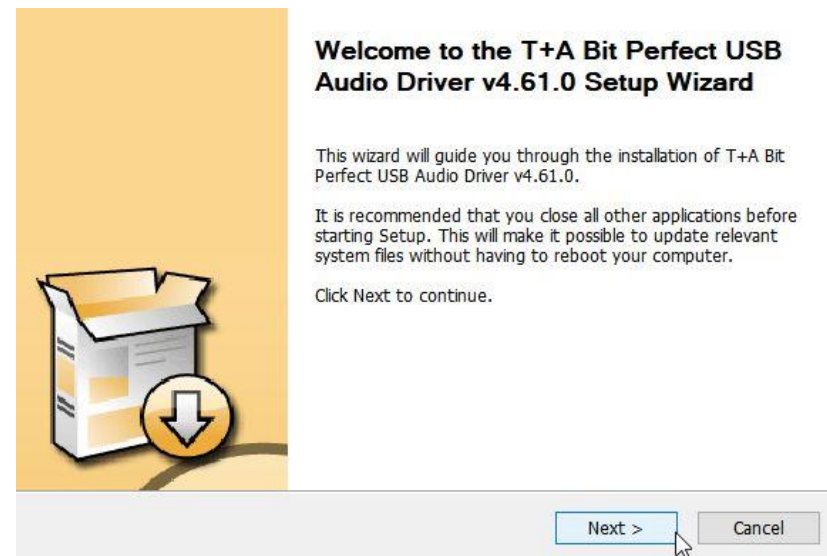 Welcome to the T+A Bit Perfect USB
Audio Driver v4.61.0 Setup Wizard
This wizard will guide you through the installation of T+A Bit
Perfect USB Audio Driver v4.61.0.
It is recommended that you close all other applications before
starting Setup. This will make it possible to update relevant
system files without having to reboot your computer.
Click Next to continue.
Next >
Cancel